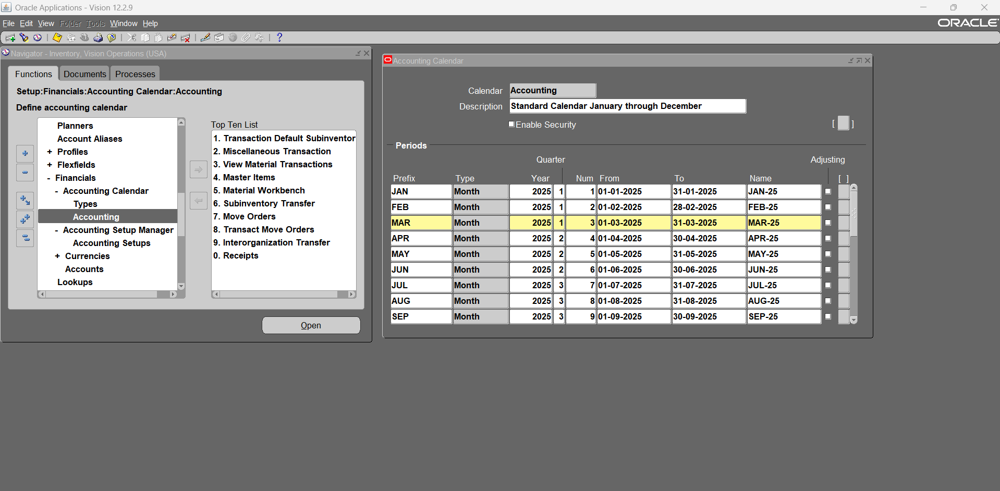 Oracle Applications - Vision 12.2.9
File Edit View Folder Tools Window Help
ORACLE
Navigator - Inventory, Vision Operations (USA)
Functions Documents Processes
Setup:Financials:Accounting Calendar:Accounting
Define accounting calendar
Planners
Account Aliases
+ Profiles
+ Flexfields
- Financials
- Accounting Calendar
Types
Accounting
- Accounting Setup Manager
Accounting Setups
+ Currencies
Accounts
Lookups
Top Ten List
1. Transaction Default Subinventor
2. Miscellaneous Transaction
3. View Material Transactions
4. Master Items
5. Material Workbench
6. Subinventory Transfer
7. Move Orders
8. Transact Move Orders
9. Interorganization Transfer
0. Receipts
Open
Accounting Calendar
Calendar Accounting
Description Standard Calendar January through December
Enable Security [ ]
Periods
Quarter Adjusting
Prefix Type Year Num From To Name [ ]
JAN Month 2025 1 1 01-01-2025 31-01-2025 JAN-25
FEB Month 2025 1 2 01-02-2025 28-02-2025 FEB-25
MAR Month 2025 1 3 01-03-2025 31-03-2025 MAR-25
APR Month 2025 2 4 01-04-2025 30-04-2025 APR-25
MAY Month 2025 2 5 01-05-2025 31-05-2025 MAY-25
JUN Month 2025 2 6 01-06-2025 30-06-2025 JUN-25
JUL Month 2025 3 7 01-07-2025 31-07-2025 JUL-25
AUG Month 2025 3 8 01-08-2025 31-08-2025 AUG-25
SEP Month 2025 3 9 01-09-2025 30-09-2025 SEP-25